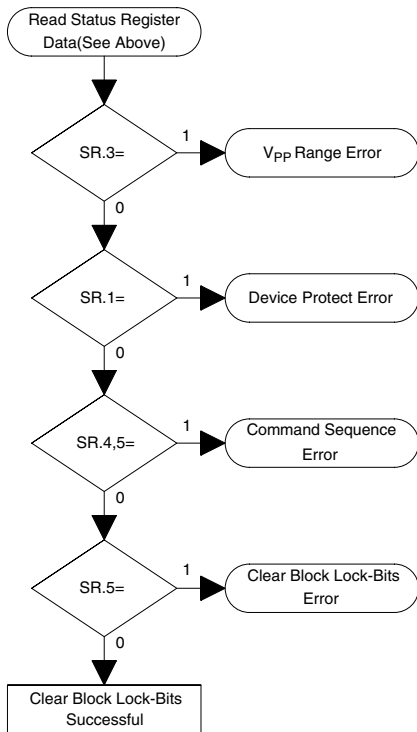 Read Status Register
Data(See Above)
SR.3=
1
VPP Range Error
0
SR.1=
1
Device Protect Error
0
SR.4,5=
1
Command Sequence
Error
0
SR.5=
1
Clear Block Lock-Bits
Error
0
Clear Block Lock-Bits
Successful